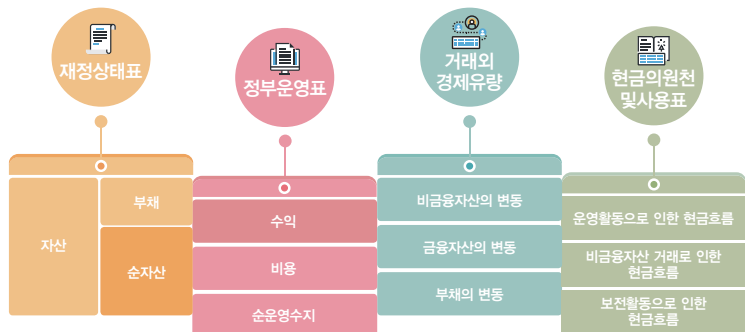 재정상태표
자산
부채
순자산
정부운영표
수익
비용
순운영수지
거래외
경제유량
비금융자산의 변동
금융자산의 변동
부채의 변동
현금의원천
및사용표
운영활동으로 인한 현금흐름
비금융자산 거래로 인한
현금흐름
보전활동으로 인한
현금흐름